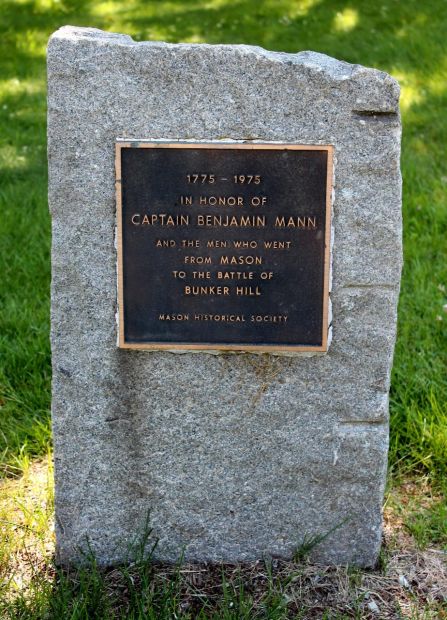 1775 - 1975
IN HONOR OF
CAPTAIN BENJAMIN MANN
AND THE MEN WHO WENT
FROM MASON
TO THE BATTLE OF
BUNKER HILL
MASON HISTORICAL SOCIETY